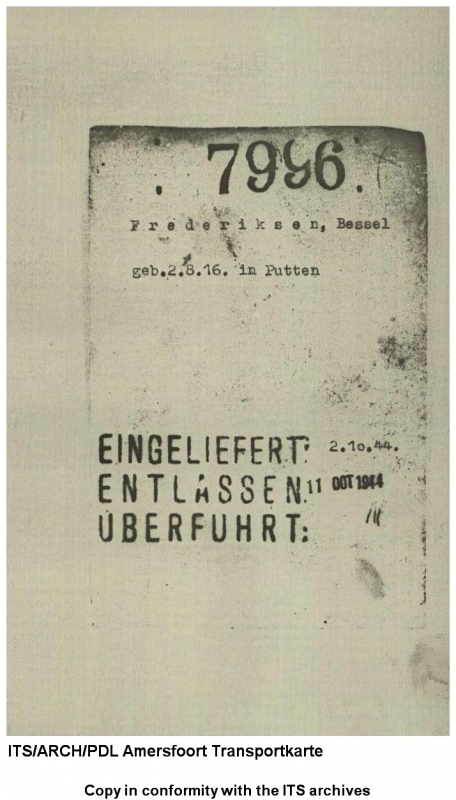 7996.
Frederiksen, Bessel
geb.2.8.16. in Putten
EINGELIEFERT: 2.10.44.
ENTLASSEN. 11 OCT 1944
ÜBERFÜHRT:
ITS/ARCH/PDL Amersfoort Transportkarte
Copy in conformity with the ITS archives